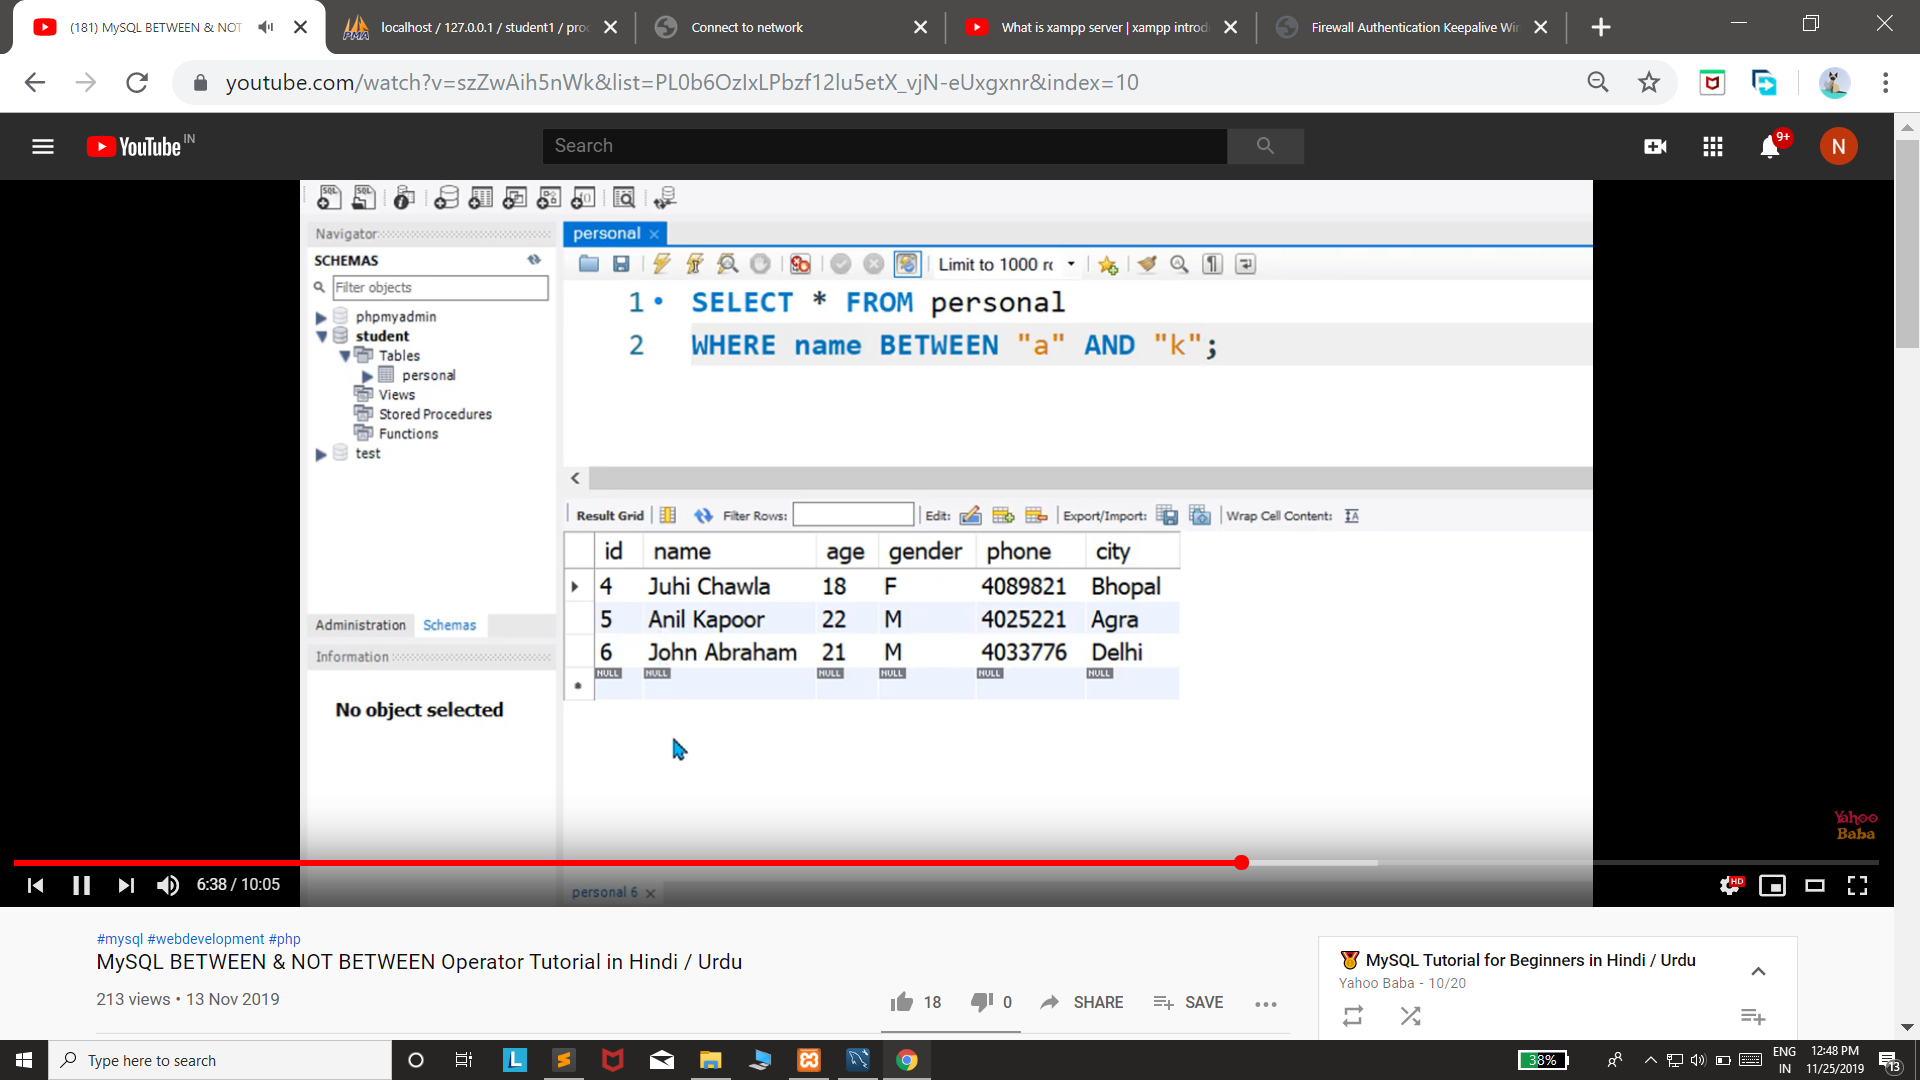 (181) MySQL BETWEEN & NOT
localhost / 127.0.0.1 / student1 / pro
Connect to network
What is xampp server | xampp introd
Firewall Authentication Keepalive Wir
youtube.com/watch?v=szZwAih5nWk&list=PL0b6OzIxLPbzf12lu5etX_vjN-eUxgxnr&index=10
YouTube IN
Search
9+
N
Navigator
SCHEMAS
Filter objects
phpmyadmin
student
Tables
personal
Views
Stored Procedures
Functions
test
Administration Schemas
Information
No object selected
personal
Limit to 1000 ro
1 SELECT * FROM personal
2 WHERE name BETWEEN "a" AND "k";
Result Grid Filter Rows: Edit: Export/Import: Wrap Cell Content:
id name age gender phone city
4 Juhi Chawla 18 F 4089821 Bhopal
5 Anil Kapoor 22 M 4025221 Agra
6 John Abraham 21 M 4033776 Delhi
NULL NULL NULL NULL NULL NULL
Yahoo
Baba
6:38 / 10:05
HD
personal 6
#mysql #webdevelopment #php
MySQL BETWEEN & NOT BETWEEN Operator Tutorial in Hindi / Urdu
213 views • 13 Nov 2019
18 0 SHARE SAVE
MySQL Tutorial for Beginners in Hindi / Urdu
Yahoo Baba - 10/20
Type here to search
38%
ENG
IN
12:48 PM
11/25/2019
13